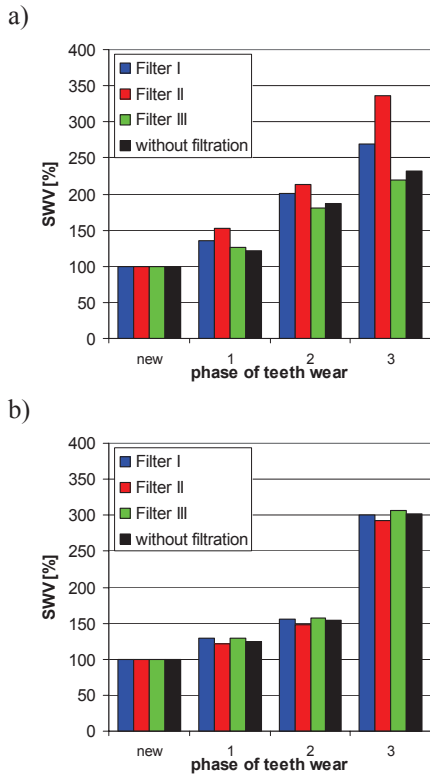 a)
400
350
300
250
200
150
100
50
0
SWV [%]
Filter I
Filter II
Filter III
without filtration
new 1 2 3
phase of teeth wear
b)
400
350
300
250
200
150
100
50
0
SWV [%]
Filter I
Filter II
Filter III
without filtration
new 1 2 3
phase of teeth wear